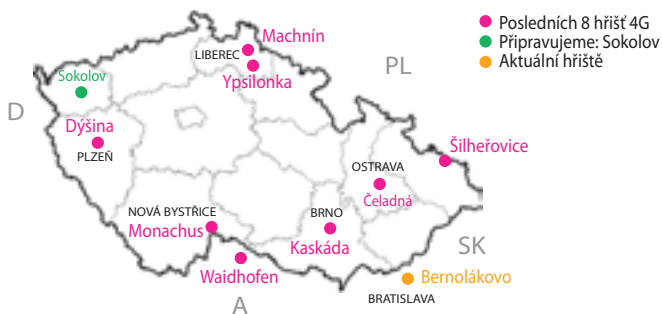 Machnín
LIBEREC
Ypsilonka
PL
Posledních 8 hřišť 4G
Připravujeme: Sokolov
Aktuální hřiště
Sokolov
D
Dýšina
PLZEŇ
Šilheřovice
OSTRAVA
Čeladná
NOVÁ BYSTŘICE
Monachus
BRNO
Kaskáda
SK
Waidhofen
Bernolákovo
BRATISLAVA
A